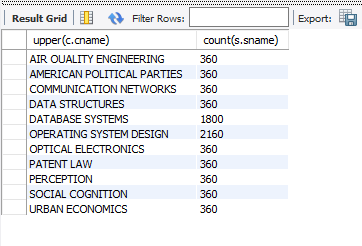 Result Grid Filter Rows: Export:
upper(c.cname) count(s.sname)
AIR QUALITY ENGINEERING 360
AMERICAN POLITICAL PARTIES 360
COMMUNICATION NETWORKS 360
DATA STRUCTURES 360
DATABASE SYSTEMS 1800
OPERATING SYSTEM DESIGN 2160
OPTICAL ELECTRONICS 360
PATENT LAW 360
PERCEPTION 360
SOCIAL COGNITION 360
URBAN ECONOMICS 360